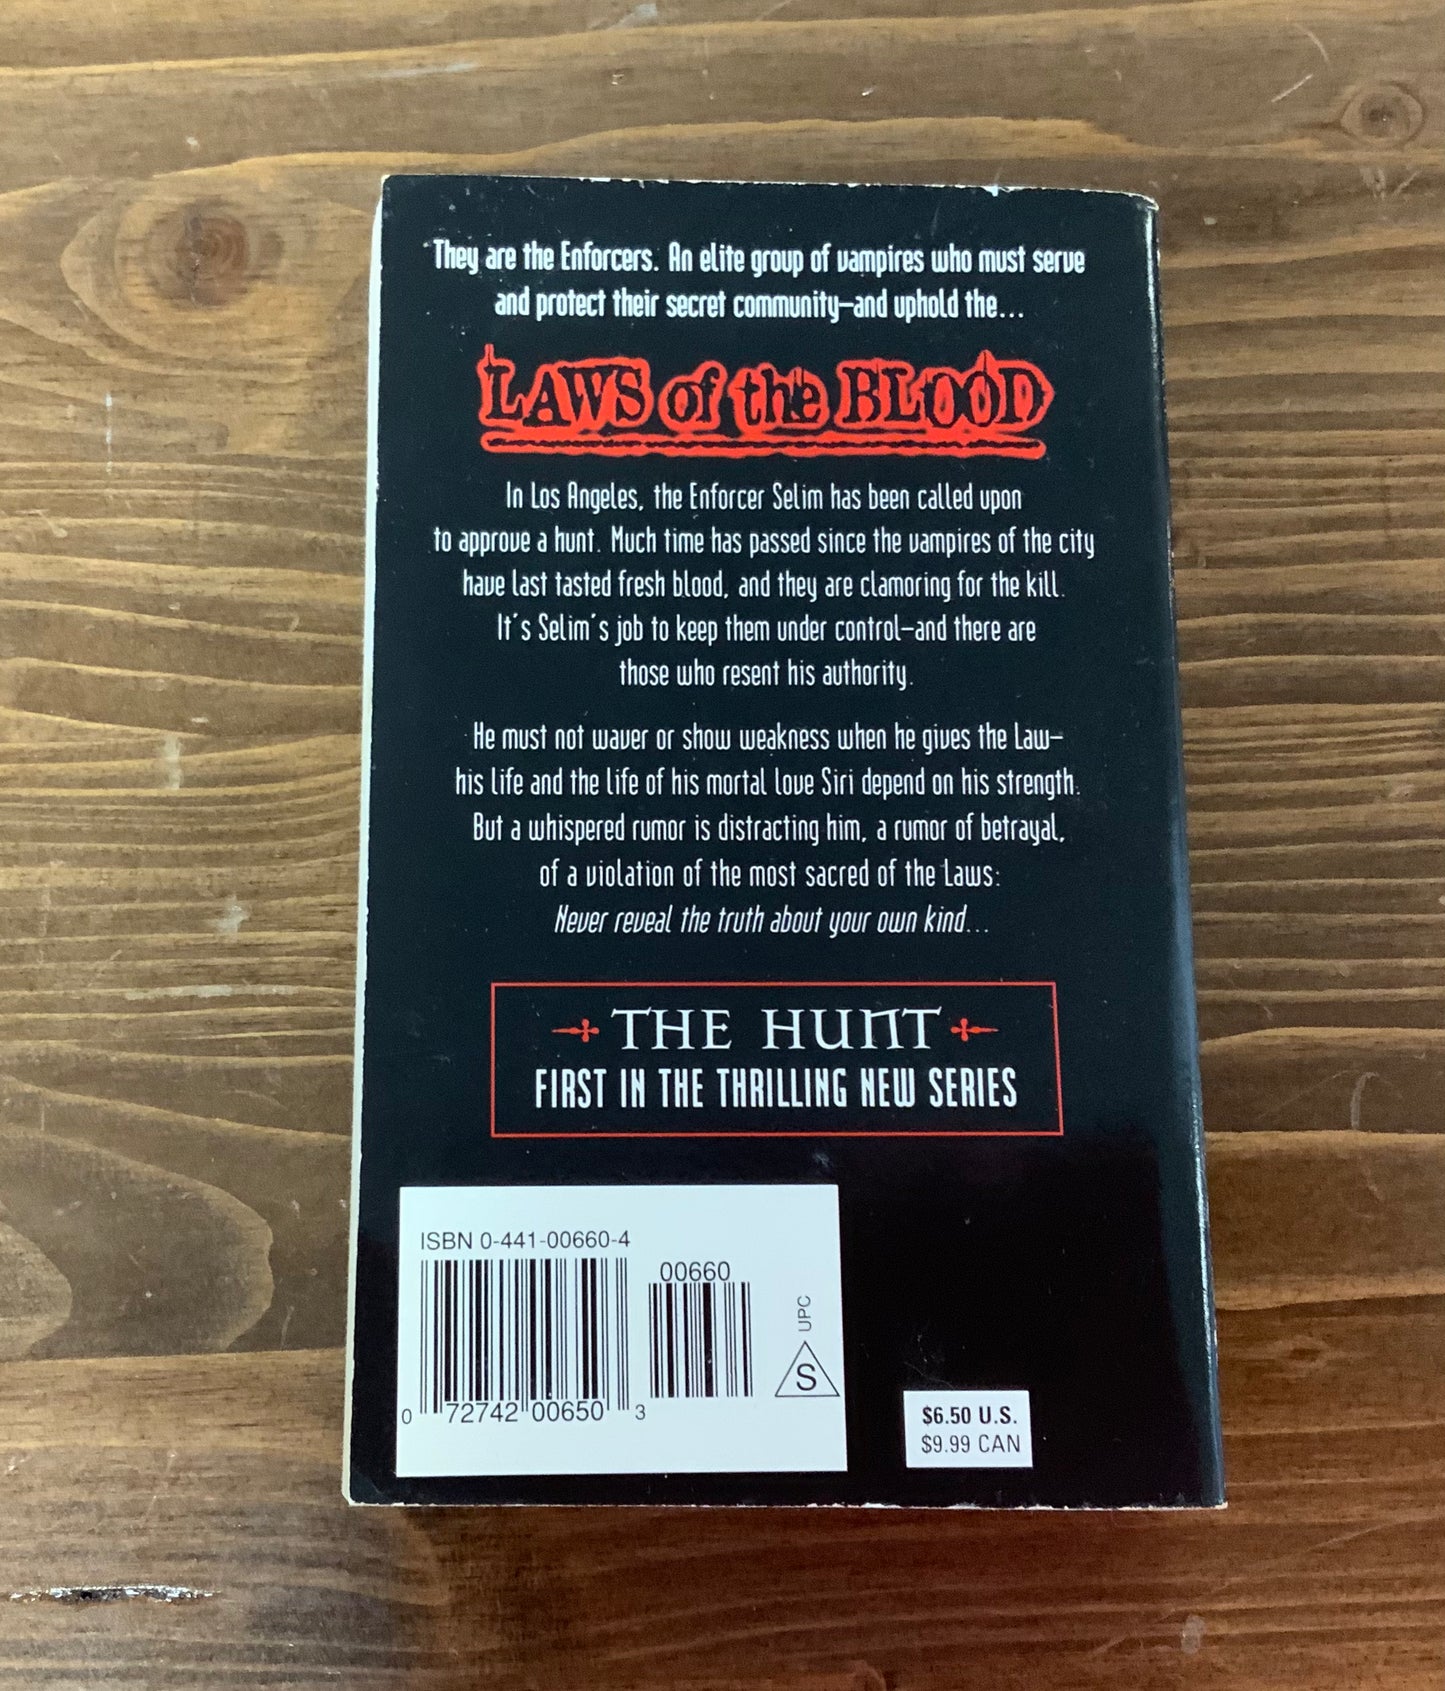 They are the Enforcers. An elite group of vampires who must serve
and protect their secret community—and uphold the...
LAWS of the BLOOD
In Los Angeles, the Enforcer Selim has been called upon
to approve a hunt. Much time has passed since the vampires of the city
have last tasted fresh blood, and they are clamoring for the kill.
It's Selim's job to keep them under control—and there are
those who resent his authority.
He must not waver or show weakness when he gives the Law—
his life and the life of his mortal love Siri depend on his strength.
But a whispered rumor is distracting him, a rumor of betrayal,
of a violation of the most sacred of the Laws:
Never reveal the truth about your own kind...
THE HUNT
FIRST IN THE THRILLING NEW SERIES
ISBN 0-441-00660-4
00660
UPC
S
0 72742 00650 3
$6.50 U.S.
$9.99 CAN